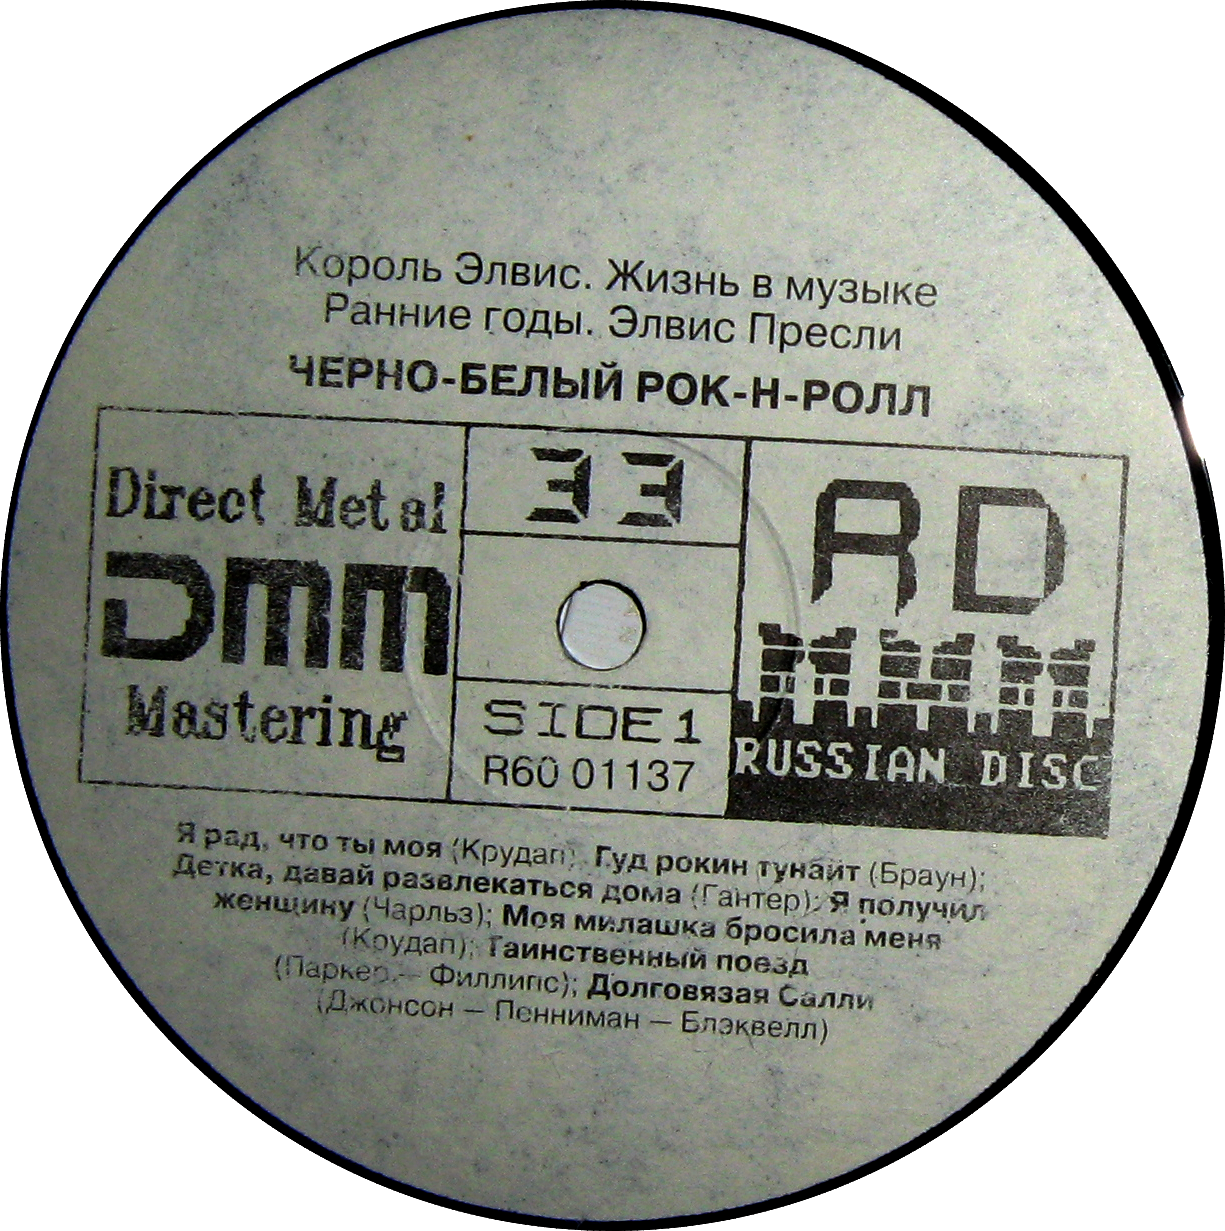 Король Элвис. Жизнь в музыке
Ранние годы. Элвис Пресли
ЧЕРНО-БЕЛЫЙ РОК-Н-РОЛЛ
Direct Metal
DMM
Mastering
33
SIDE 1
R60 01137
RD
RUSSIAN DISC
Я рад, что ты моя (Крудап); Гуд рокин тунайт (Браун);
Детка, давай развлекаться дома (Гантер); Я получил
женщину (Чарльз); Моя милашка бросила меня
(Крудап); Таинственный поезд
(Паркер — Филлипс); Долговязая Салли
(Джонсон — Пенниман — Блэквелл)